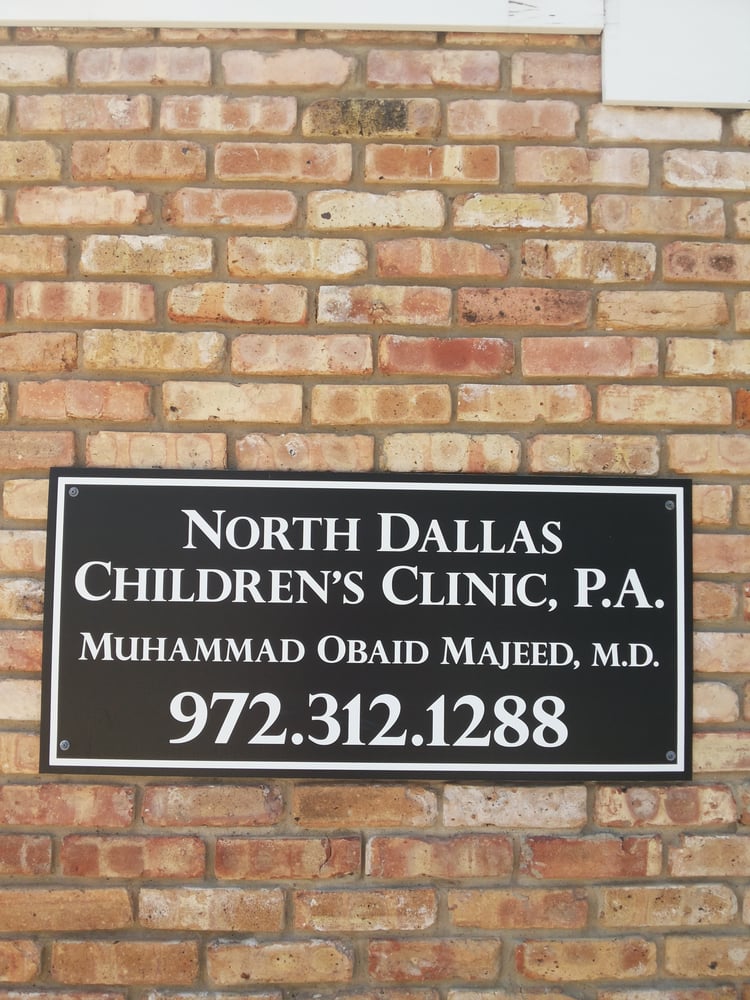 NORTH DALLAS
CHILDREN'S CLINIC, P.A.
MUHAMMAD OBAID MAJEED, M.D.
972.312.1288